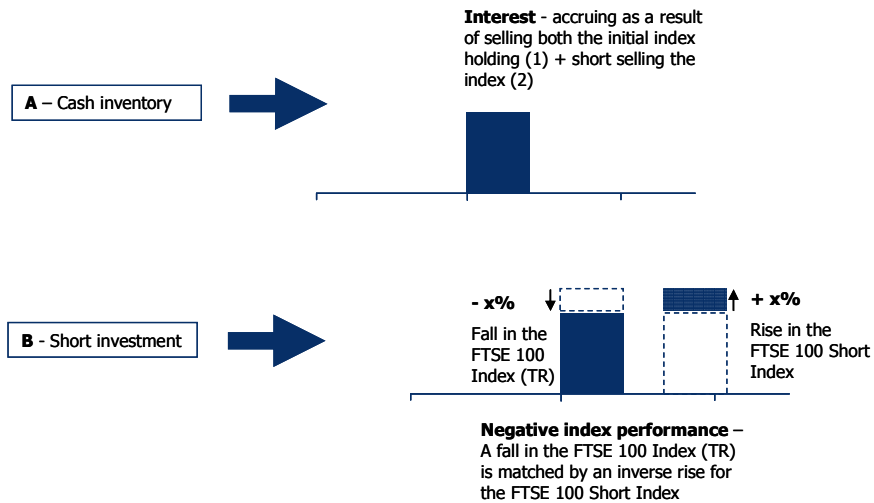 Interest - accruing as a result
of selling both the initial index
holding (1) + short selling the
index (2)
A – Cash inventory
- x%
+ x%
Fall in the
FTSE 100
Index (TR)
Rise in the
FTSE 100 Short
Index
B - Short investment
Negative index performance –
A fall in the FTSE 100 Index (TR)
is matched by an inverse rise for
the FTSE 100 Short Index